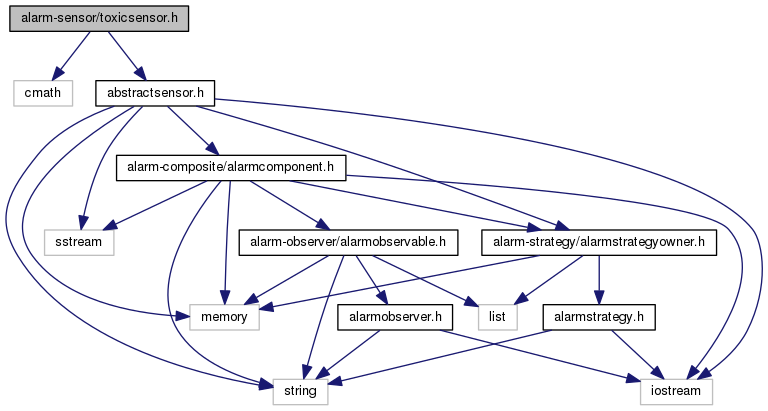 alarm-sensor/toxicsensor.h
cmath
abstractsensor.h
alarm-composite/alarmcomponent.h
sstream
alarm-observer/alarmobservable.h
alarm-strategy/alarmstrategyowner.h
memory
alarmobserver.h
list
alarmstrategy.h
string
iostream